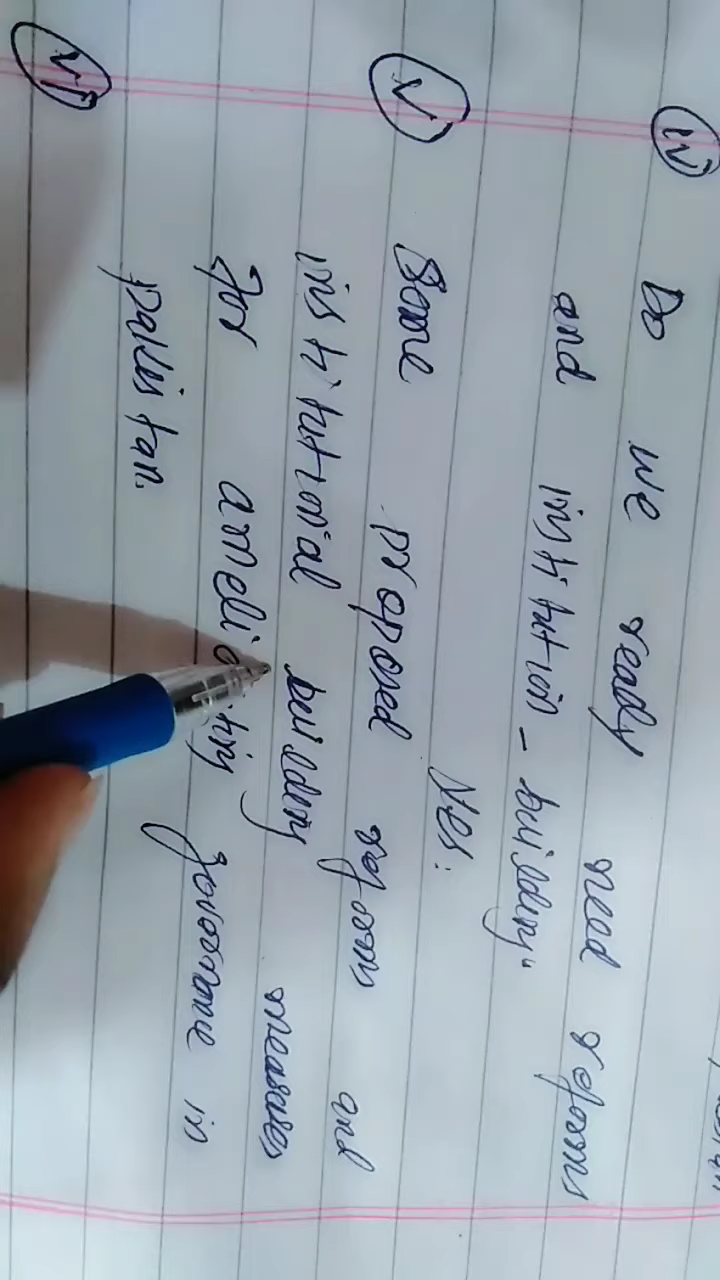 iv Do we really need reforms
and institution-building"
Yes.
v Some proposed reforms and
institutional building measures
for governance in
Pakistan.
vi